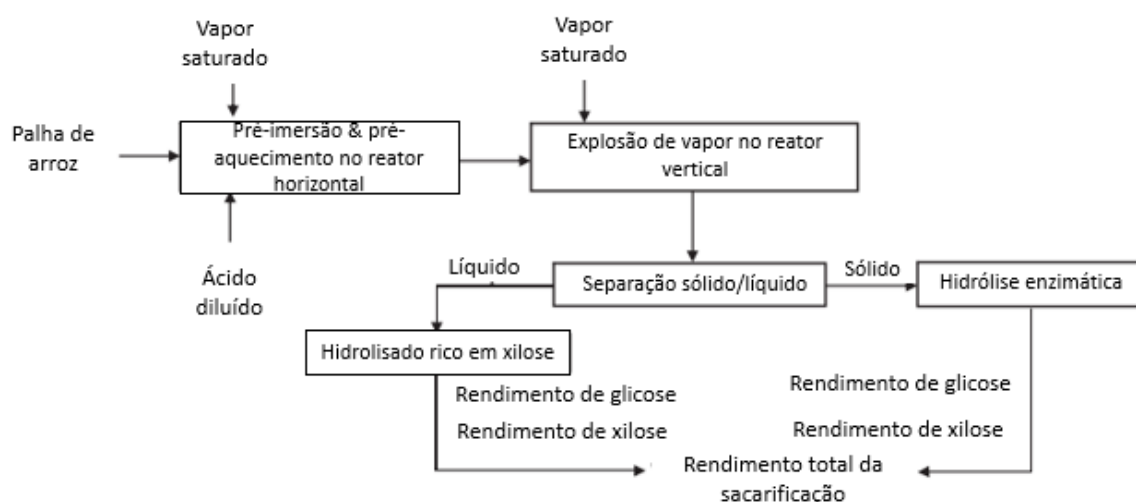 Vapor
saturado
Vapor
saturado
Palha de
arroz
Pré-imersão & pré-
aquecimento no reator
horizontal
Explosão de vapor no reator
vertical
Ácido
diluído
Líquido
Separação sólido/líquido
Sólido
Hidrólise enzimática
Hidrolisado rico em xilose
Rendimento de glicose
Rendimento de xilose
Rendimento de glicose
Rendimento de xilose
Rendimento total da
sacarificação